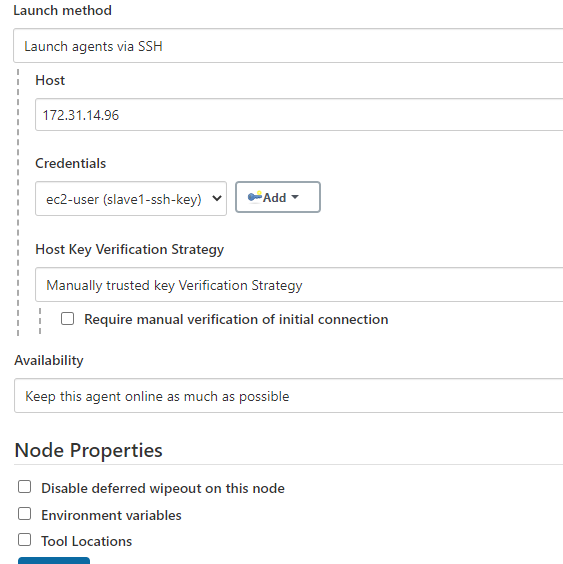 Launch method
Launch agents via SSH
Host
172.31.14.96
Credentials
ec2-user (slave1-ssh-key)
Add
Host Key Verification Strategy
Manually trusted key Verification Strategy
Require manual verification of initial connection
Availability
Keep this agent online as much as possible
Node Properties
Disable deferred wipeout on this node
Environment variables
Tool Locations